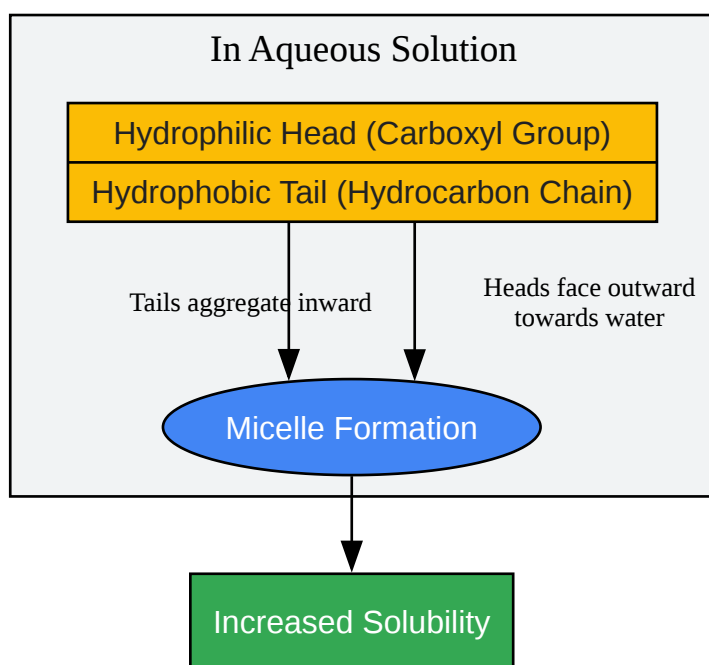 In Aqueous Solution
Hydrophilic Head (Carboxyl Group)
Hydrophobic Tail (Hydrocarbon Chain)
Tails aggregate inward
Heads face outward
towards water
Micelle Formation
Increased Solubility